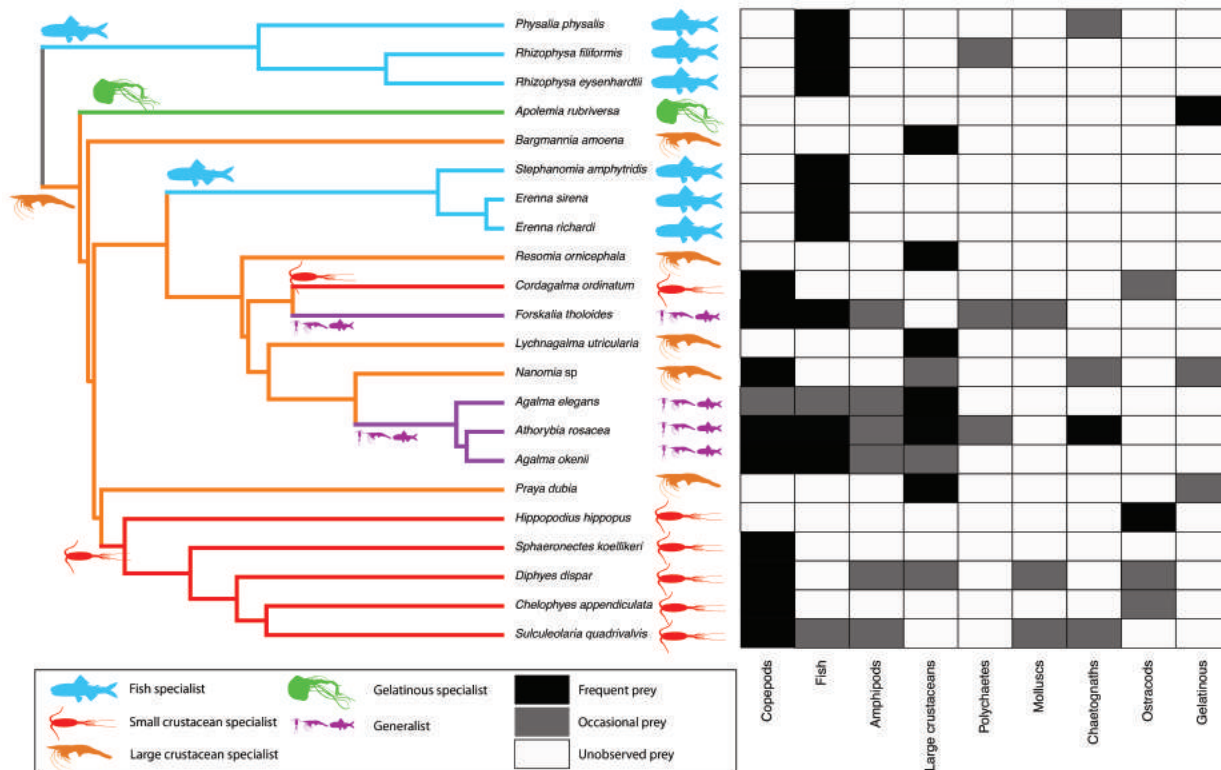 Physalia physalis
Rhizophysa filiformis
Rhizophysa eysenhardtii
Apolemia rubriversa
Bargmannia amoena
Stephanomia amphytridis
Erenna sirena
Erenna richardi
Resomia ornicephala
Cordagalma ordinatum
Forskalia tholoides
Lychnagalma utricularia
Nanomia sp
Agalma elegans
Athorybia rosacea
Agalma okenii
Praya dubia
Hippopodius hippopus
Sphaeronectes koellikeri
Diphyes dispar
Chelophyes appendiculata
Sulculeolaria quadrivalvis
Copepods
Fish
Amphipods
Large crustaceans
Polychaetes
Molluscs
Chaetognaths
Ostracods
Gelatinous
Fish specialist
Gelatinous specialist
Frequent prey
Small crustacean specialist
Generalist
Occasional prey
Large crustacean specialist
Unobserved prey